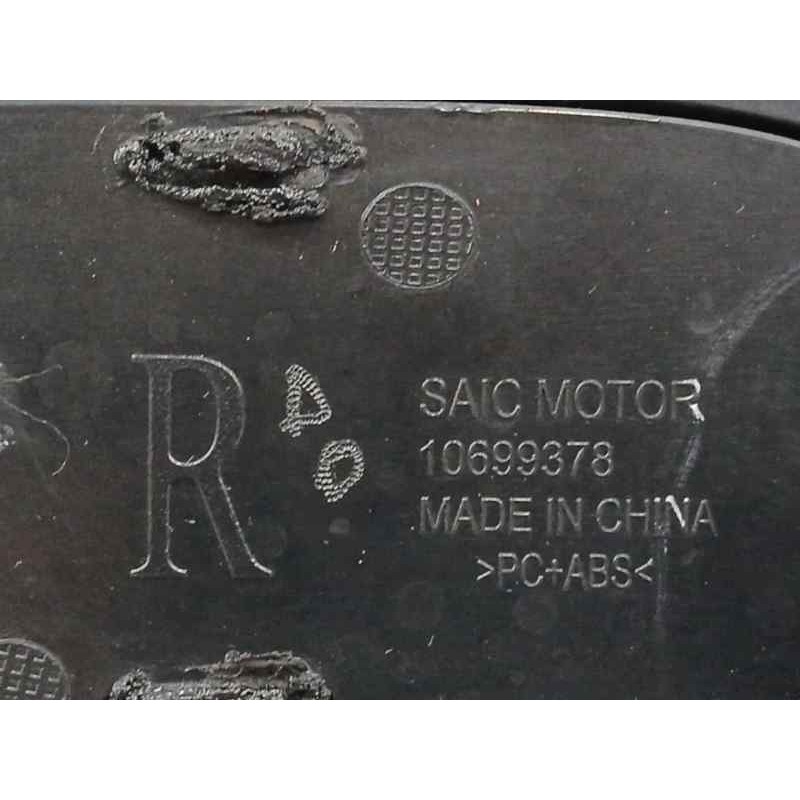 R
SAIC MOTOR
10699378
MADE IN CHINA
>PC+ABS<